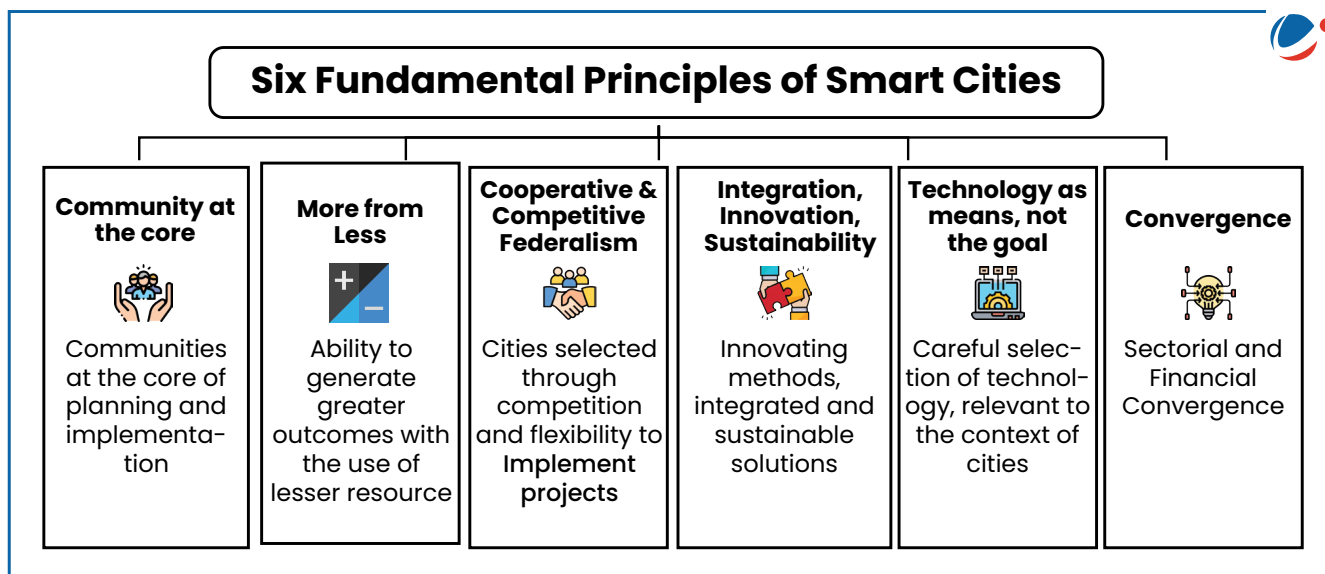 Six Fundamental Principles of Smart Cities
Community at
the core
Communities
at the core of
planning and
implementa-
tion
More from
Less
Ability to
generate
greater
outcomes with
the use of
lesser resource
Cooperative &
Competitive
Federalism
Cities selected
through
competition
and flexibility to
Implement
projects
Integration,
Innovation,
Sustainability
Innovating
methods,
integrated and
sustainable
solutions
Technology as
means, not
the goal
Careful selec-
tion of technol-
ogy, relevant to
the context of
cities
Convergence
Sectorial and
Financial
Convergence